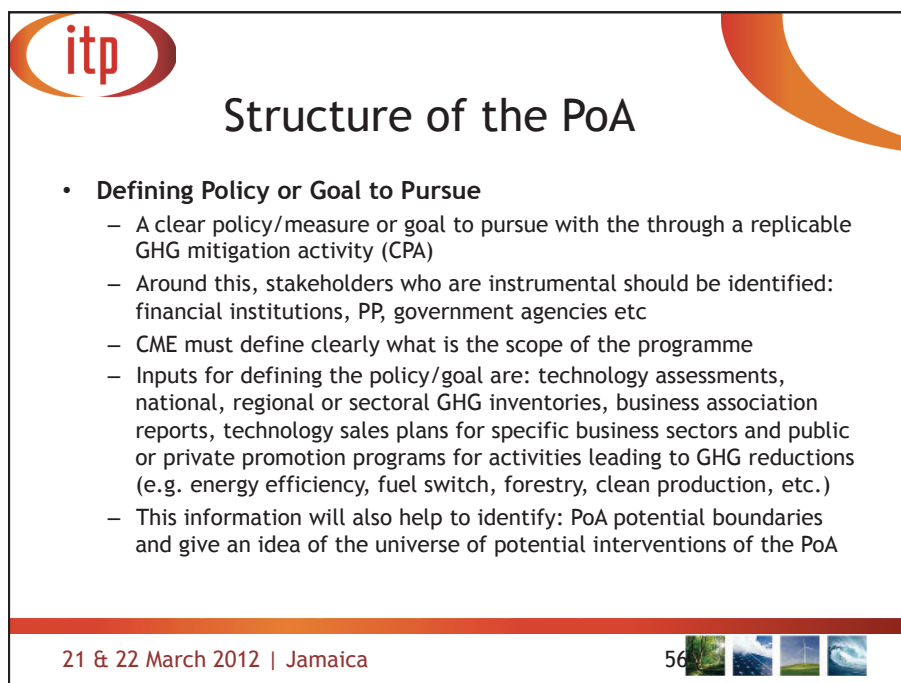 itp
Structure of the PoA
• Defining Policy or Goal to Pursue
– A clear policy/measure or goal to pursue with the through a replicable
GHG mitigation activity (CPA)
– Around this, stakeholders who are instrumental should be identified:
financial institutions, PP, government agencies etc
– CME must define clearly what is the scope of the programme
– Inputs for defining the policy/goal are: technology assessments,
national, regional or sectoral GHG inventories, business association
reports, technology sales plans for specific business sectors and public
or private promotion programs for activities leading to GHG reductions
(e.g. energy efficiency, fuel switch, forestry, clean production, etc.)
– This information will also help to identify: PoA potential boundaries
and give an idea of the universe of potential interventions of the PoA
21 & 22 March 2012 | Jamaica
56